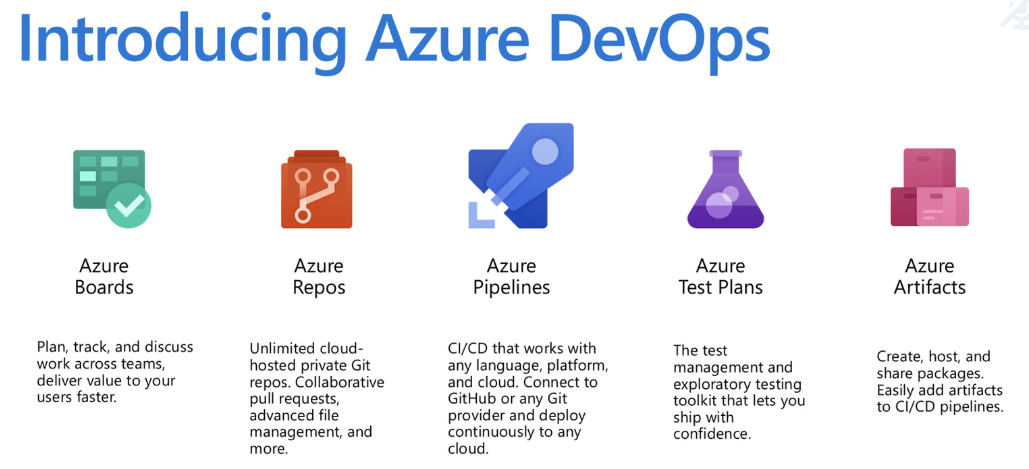 Introducing Azure DevOps
Azure
Boards
Plan, track, and discuss
work across teams,
deliver value to your
users faster.
Azure
Repos
Unlimited cloud-
hosted private Git
repos. Collaborative
pull requests,
advanced file
management, and
more.
Azure
Pipelines
CI/CD that works with
any language, platform,
and cloud. Connect to
GitHub or any Git
provider and deploy
continuously to any
cloud.
Azure
Test Plans
The test
management and
exploratory testing
toolkit that lets you
ship with
confidence.
Azure
Artifacts
Create, host, and
share packages.
Easily add artifacts
to CI/CD pipelines.